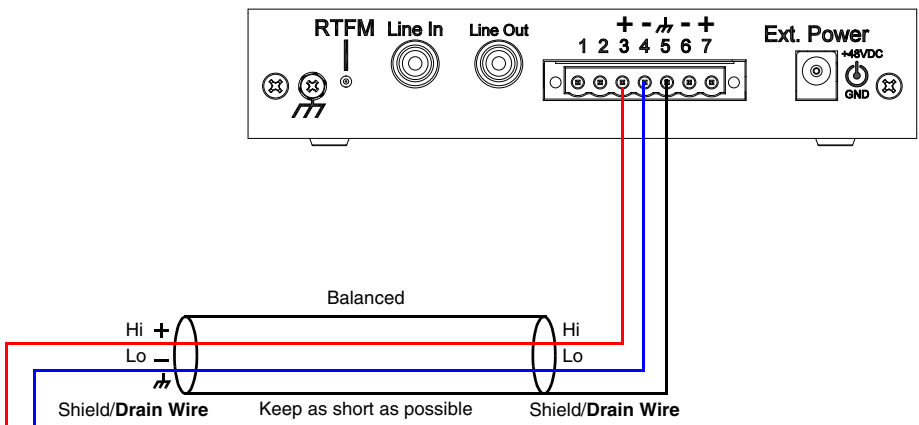 RTFM Line In Line Out + - - + Ext. Power
1 2 3 4 5 6 7 +48VDC
GND
Balanced
Hi + Hi
Lo - Lo
Shield/Drain Wire Keep as short as possible Shield/Drain Wire